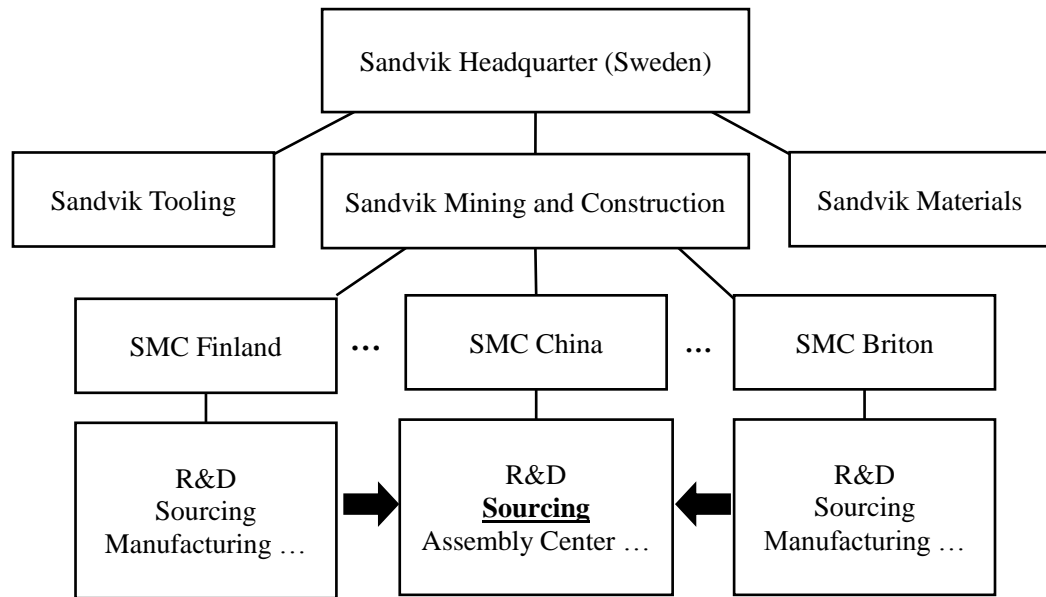 Sandvik Headquarter (Sweden)
Sandvik Tooling
Sandvik Mining and Construction
Sandvik Materials
SMC Finland
...
SMC China
...
SMC Briton
R&D
Sourcing
Manufacturing …
R&D
Sourcing
Assembly Center …
R&D
Sourcing
Manufacturing …